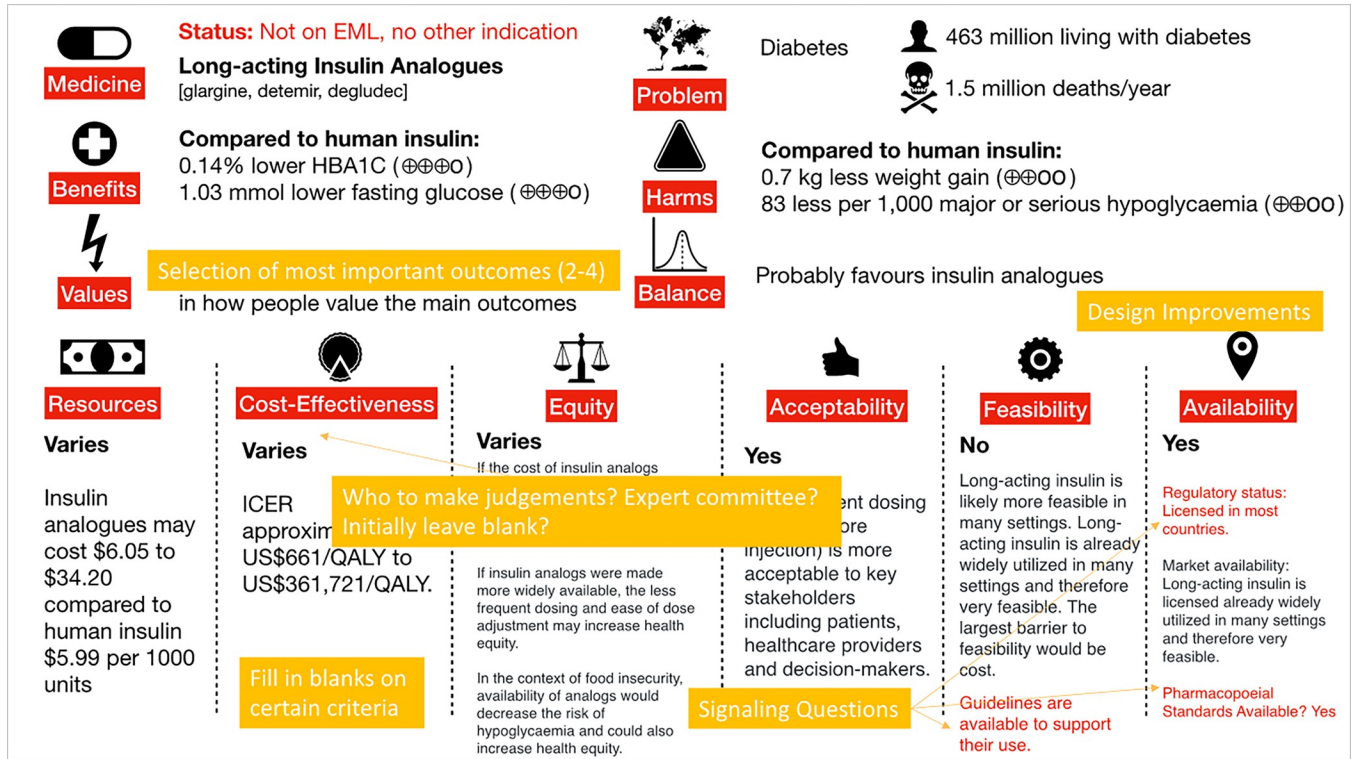 Status: Not on EML, no other indication
Long-acting Insulin Analogues
[glargine, detemir, degludec]
Medicine
Diabetes
463 million living with diabetes
1.5 million deaths/year
Problem
Compared to human insulin:
0.14% lower HBA1C (⊕⊕⊕O)
1.03 mmol lower fasting glucose (⊕⊕⊕O)
Benefits
Compared to human insulin:
0.7 kg less weight gain (⊕⊕OO)
83 less per 1,000 major or serious hypoglycaemia (⊕⊕OO)
Harms
Selection of most important outcomes (2-4)
in how people value the main outcomes
Values
Probably favours insulin analogues
Balance
Design Improvements
Resources
Varies
Insulin
analogues may
cost $6.05 to
$34.20
compared to
human insulin
$5.99 per 1000
units
Cost-Effectiveness
Varies
ICER
US$661/QALY to
US$361,721/QALY.
Fill in blanks on
certain criteria
Equity
Varies
If the cost of insulin analogs
Who to make judgements? Expert committee?
Initially leave blank?
If insulin analogs were made
more widely available, the less
frequent dosing and ease of dose
adjustment may increase health
equity.
In the context of food insecurity,
availability of analogs would
decrease the risk of
hypoglycaemia and could also
increase health equity.
Acceptability
Yes
dosing
injection) is more
acceptable to key
stakeholders
including patients,
healthcare providers
and decision-makers.
Signaling Questions
Feasibility
No
Long-acting insulin is
likely more feasible in
many settings. Long-
acting insulin is already
widely utilized in many
settings and therefore
very feasible. The
largest barrier to
feasibility would be
cost.
Guidelines are
available to support
their use.
Availability
Yes
Regulatory status:
Licensed in most
countries.
Market availability:
Long-acting insulin is
licensed already widely
utilized in many settings
and therefore very
feasible.
Pharmacopoeial
Standards Available? Yes